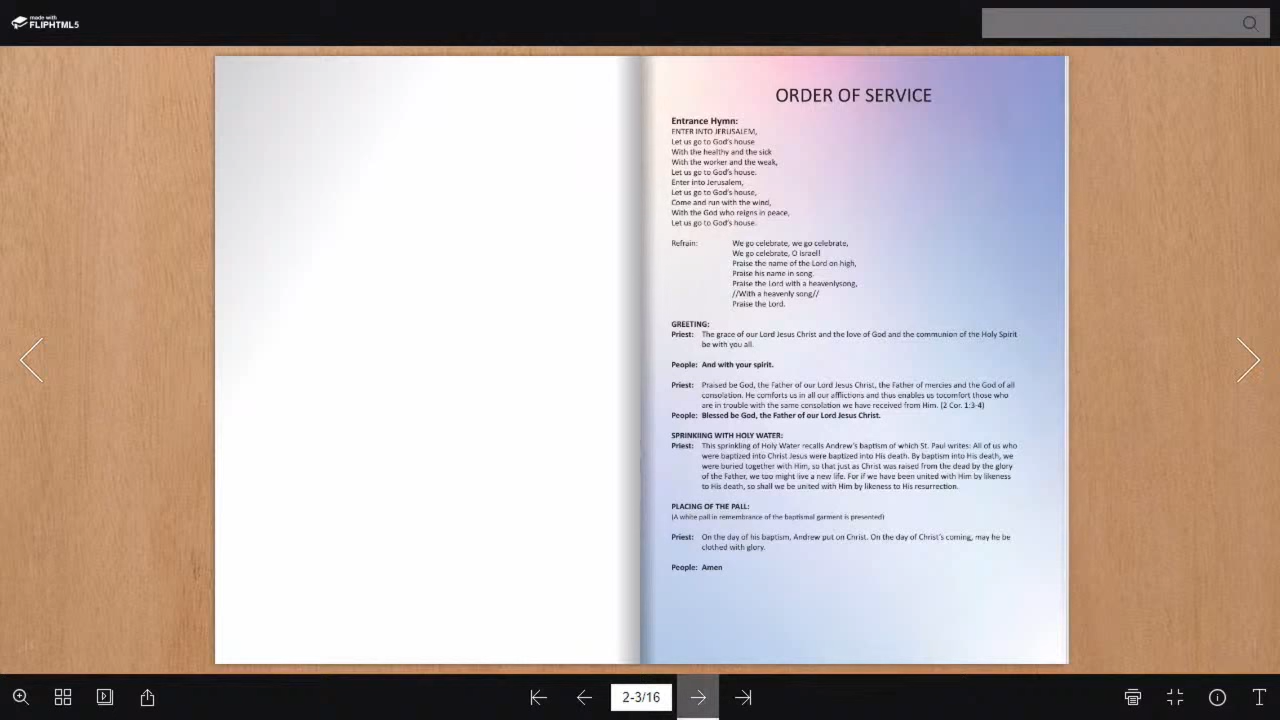 made with
FLIPHTML5
ORDER OF SERVICE
Entrance Hymn:
ENTER INTO JERUSALEM,
Let us go to God's house
With the healthy and the sick
With the worker and the weak,
Let us go to God's house.
Enter into Jerusalem,
Let us go to God's house,
Come and run with the wind,
With the God who reigns in peace,
Let us go to God's house.
Refrain: We go celebrate, we go celebrate,
We go celebrate, O Israel!
Praise the name of the Lord on high,
Praise his name in song.
Praise the Lord with a heavenlysong,
//With a heavenly song//
Praise the Lord.
GREETING:
Priest: The grace of our Lord Jesus Christ and the love of God and the communion of the Holy Spirit
be with you all.
People: And with your spirit.
Priest: Praised be God, the Father of our Lord Jesus Christ, the Father of mercies and the God of all
consolation. He comforts us in all our afflictions and thus enables us tocomfort those who
are in trouble with the same consolation we have received from Him. (2 Cor. 1:3-4)
People: Blessed be God, the Father of our Lord Jesus Christ.
SPRINKIING WITH HOLY WATER:
Priest: This sprinkling of Holy Water recalls Andrew's baptism of which St. Paul writes: All of us who
were baptized into Christ Jesus were baptized into His death. By baptism into His death, we
were buried together with Him, so that just as Christ was raised from the dead by the glory
of the Father, we too might live a new life. For if we have been united with Him by likeness
to His death, so shall we be united with Him by likeness to His resurrection.
PLACING OF THE PALL:
(A white pall in remembrance of the baptismal garment is presented)
Priest: On the day of his baptism, Andrew put on Christ. On the day of Christ's coming, may he be
clothed with glory.
People: Amen
2-3/16